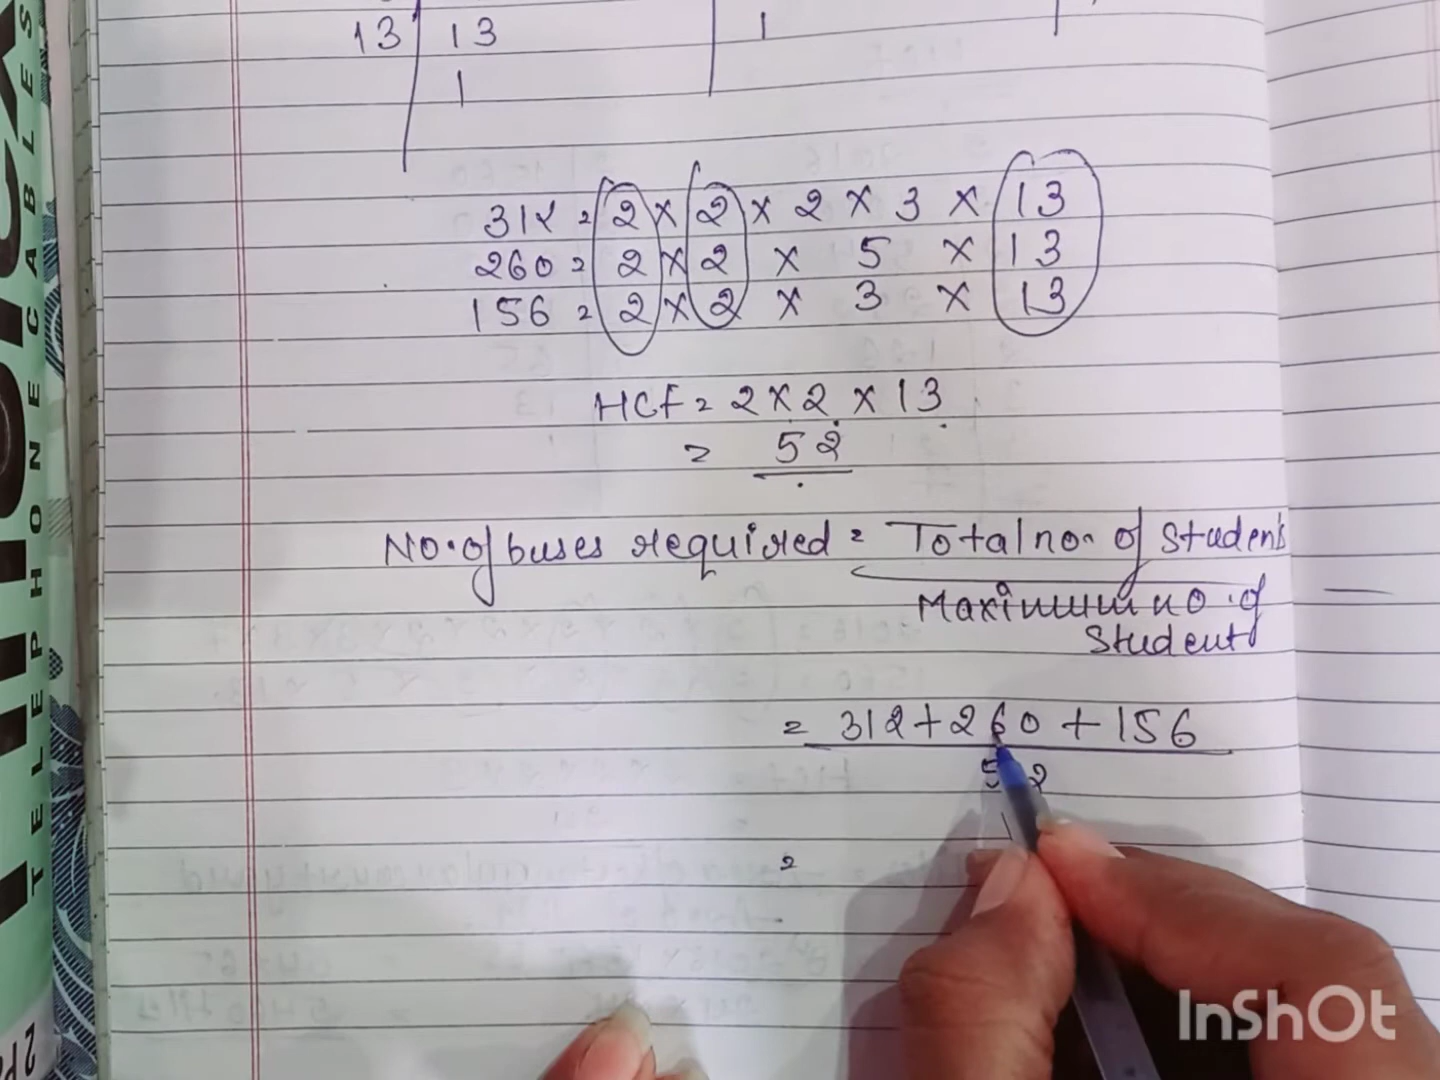 13 | 13 | 1
1
312 = 2 × 2 × 2 × 3 × 13
260 = 2 × 2 × 5 × 13
156 = 2 × 2 × 3 × 13
HCF = 2 × 2 × 13
= 52
No. of buses required = Total no. of Students
Maximum no. of
Student
= 312 + 260 + 156
52
=
TELEPHONE CABLES
InShOt